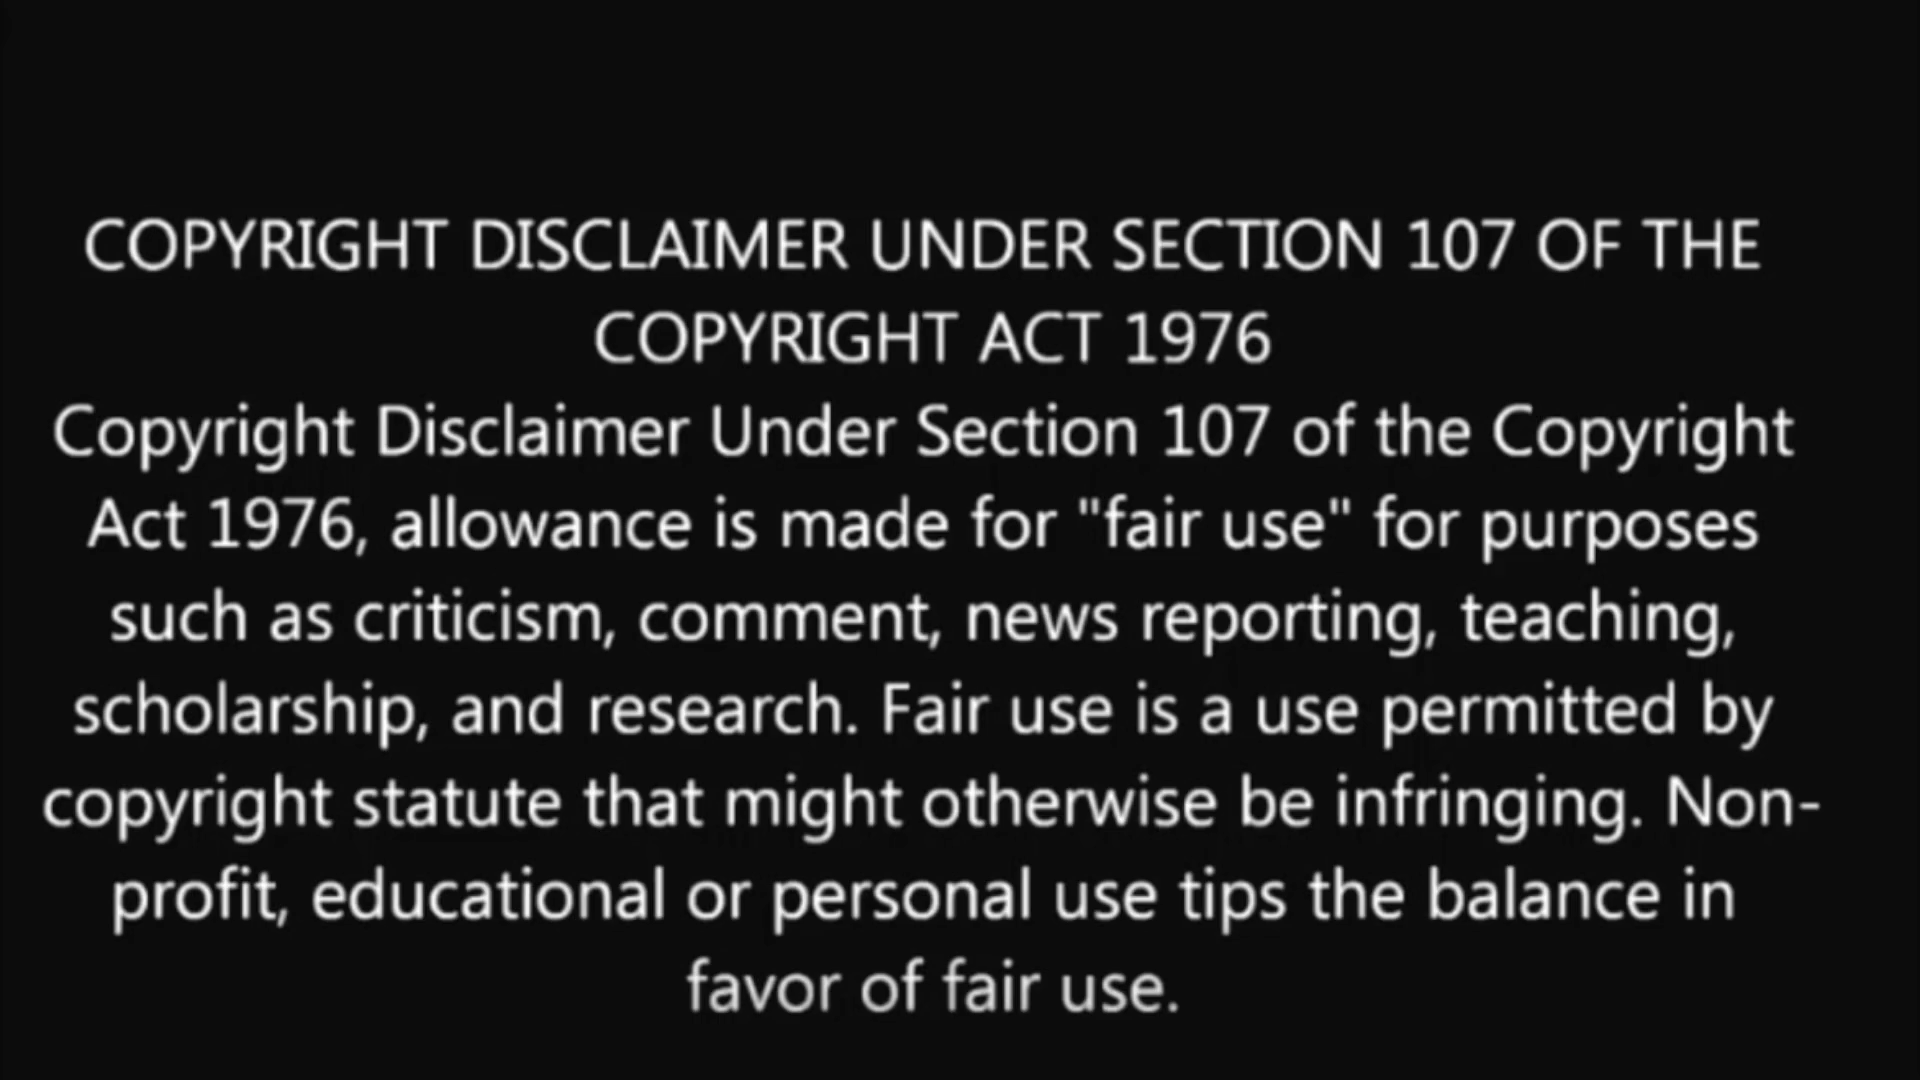 COPYRIGHT DISCLAIMER UNDER SECTION 107 OF THE
COPYRIGHT ACT 1976
Copyright Disclaimer Under Section 107 of the Copyright
Act 1976, allowance is made for "fair use" for purposes
such as criticism, comment, news reporting, teaching,
scholarship, and research. Fair use is a use permitted by
copyright statute that might otherwise be infringing. Non-
profit, educational or personal use tips the balance in
favor of fair use.